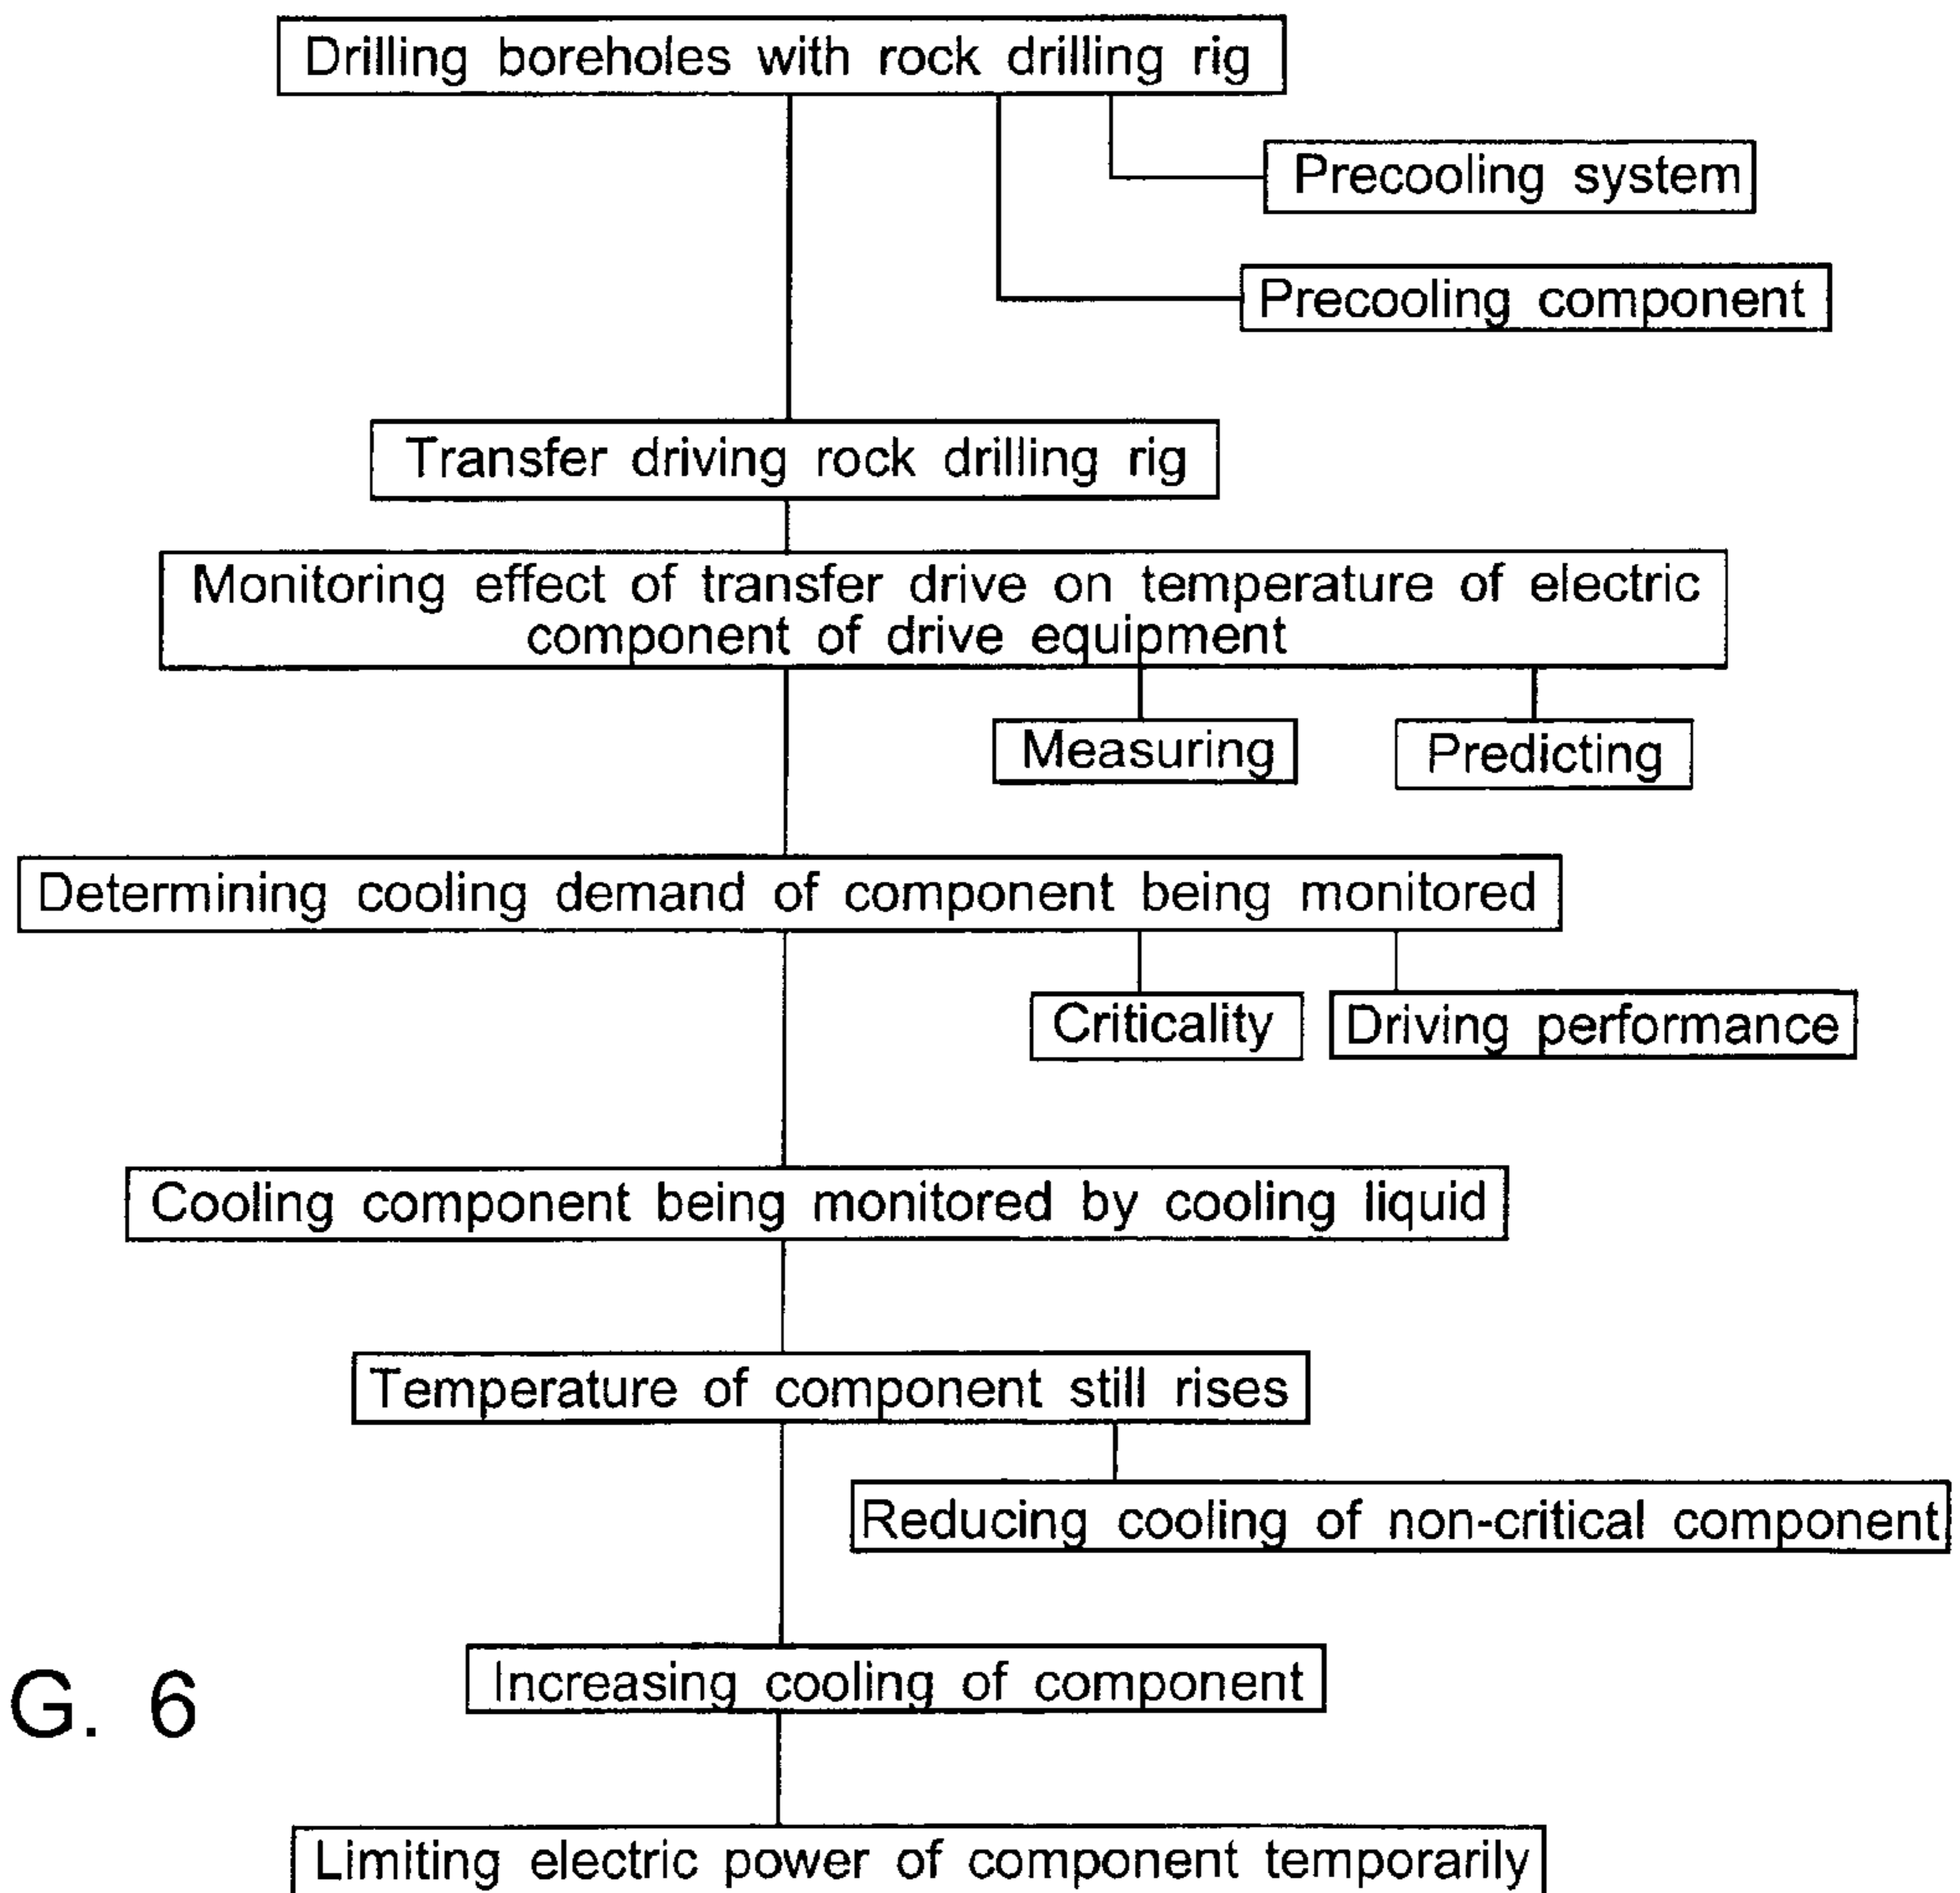 Drilling boreholes with rock drilling rig
Precooling system
Precooling component
Transfer driving rock drilling rig
Monitoring effect of transfer drive on temperature of electric
component of drive equipment
Measuring
Predicting
Determining cooling demand of component being monitored
Criticality
Driving performance
Cooling component being monitored by cooling liquid
Temperature of component still rises
Reducing cooling of non-critical component
Increasing cooling of component
G. 6
Limiting electric power of component temporarily